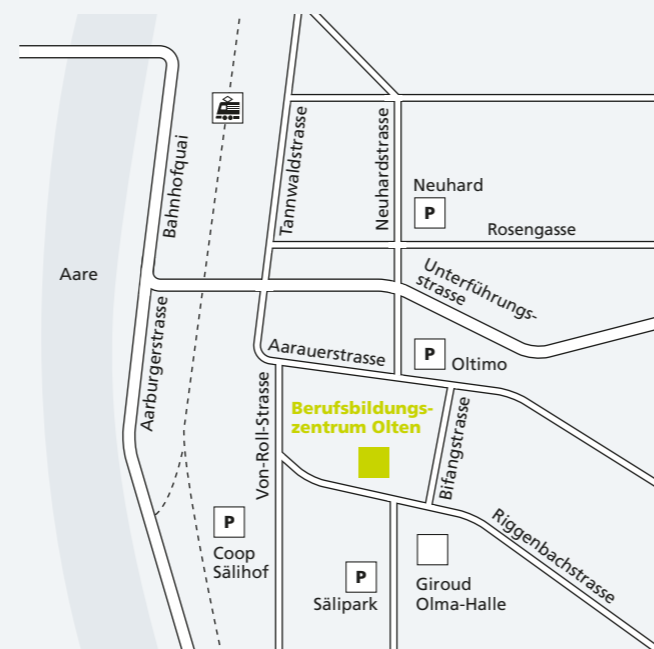 Bahnhofquai
Tannwaldstrasse
Neuhardstrasse
Neuhard
P
Rosengasse
Aare
Unterführungs-
strasse
Aarburgerstrasse
Aarauerstrasse
P
Oltimo
Von-Roll-Strasse
Berufsbildungs-
zentrum Olten
Bifangstrasse
P
Coop
Sälihof
Riggenbachstrasse
P
Sälipark
Giroud
Olma-Halle